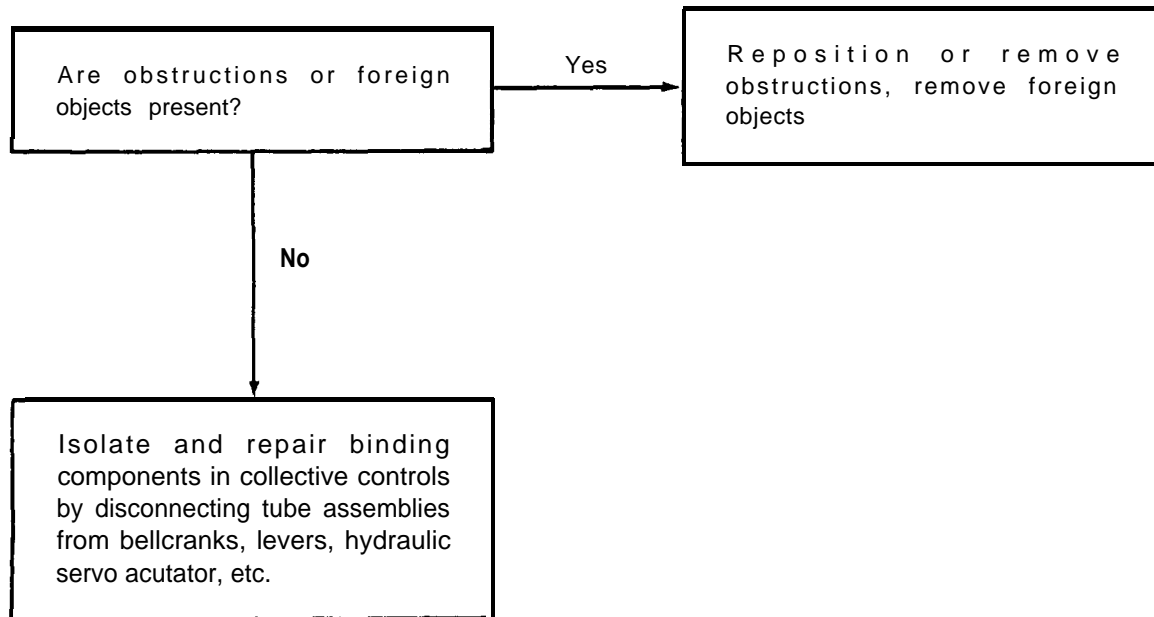 Are obstructions or foreign
objects present?
Yes
Reposition or remove
obstructions, remove foreign
objects
No
Isolate and repair binding
components in collective controls
by disconnecting tube assemblies
from bellcranks, levers, hydraulic
servo acutator, etc.